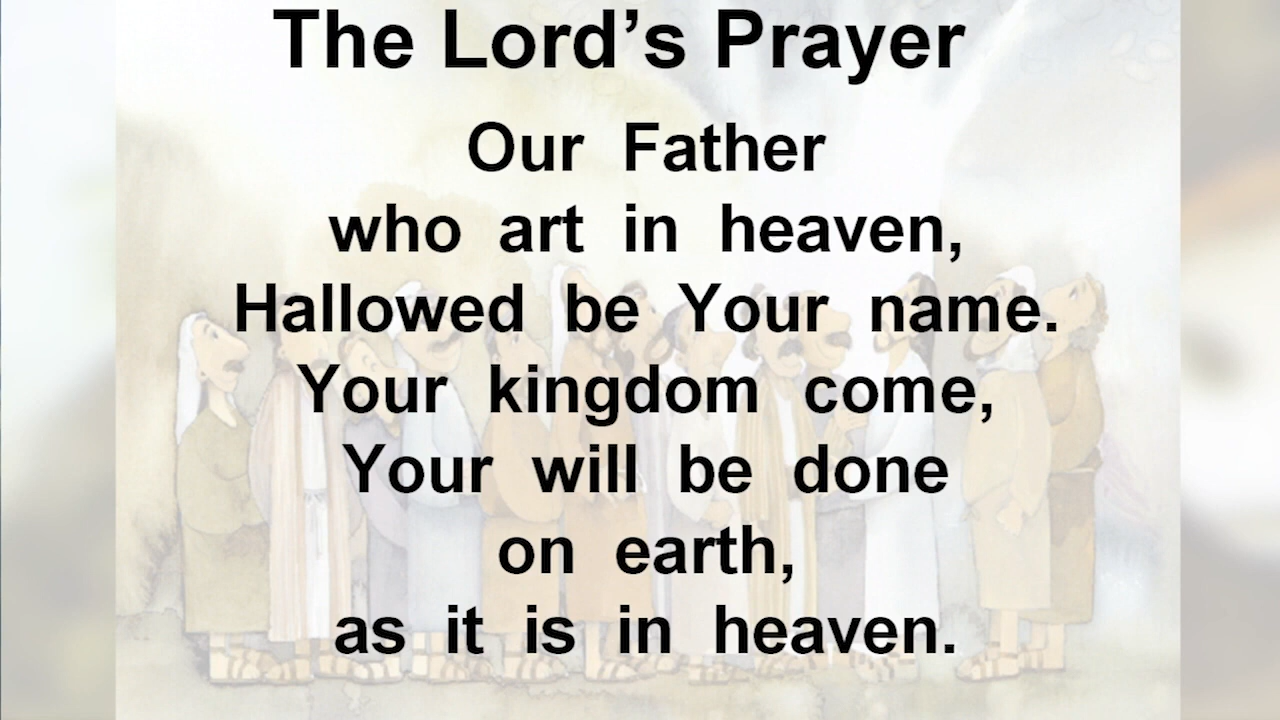 The Lord’s Prayer
Our Father
who art in heaven,
Hallowed be Your name.
Your kingdom come,
Your will be done
on earth,
as it is in heaven.